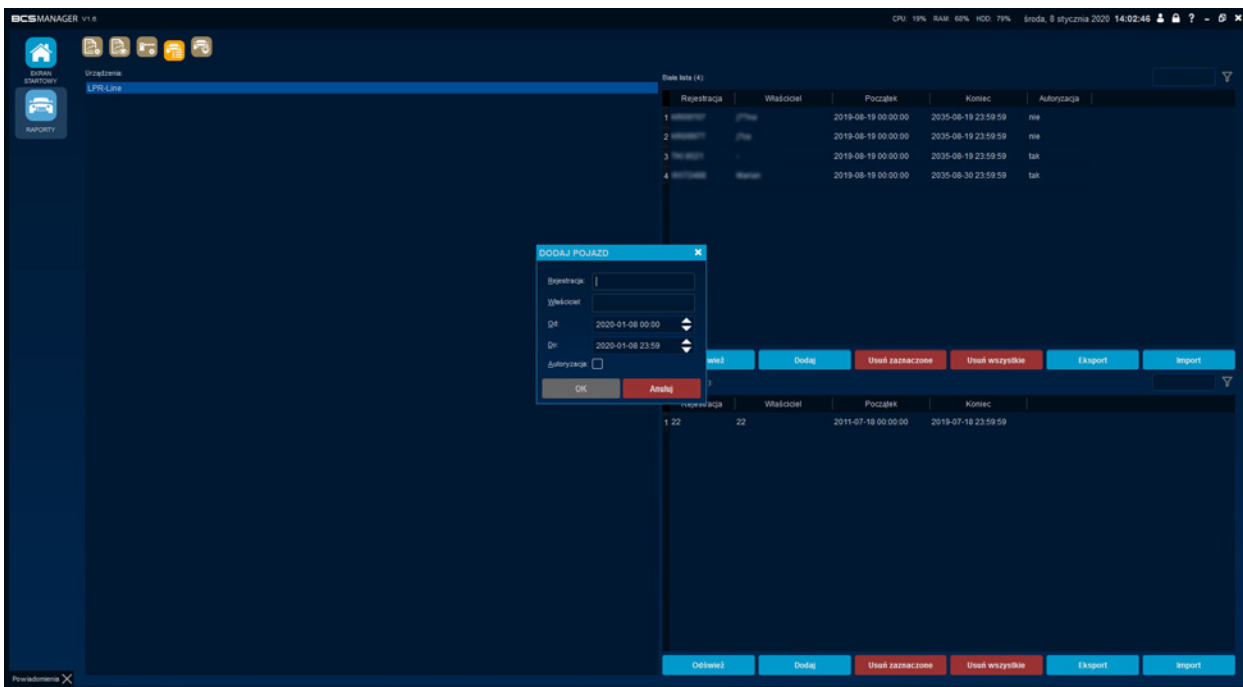 BCSMANAGER V1.6 CPU: 19% RAM: 68% HDD: 79% środa, 8 stycznia 2020 14:02:46 ?
EKRAN STARTOWY
RAPORTY
Urządzenia:
LPR-Line
Biała lista (4):
Rejestracja Właściciel Początek Koniec Autoryzacja
1 2019-08-19 00:00:00 2035-08-19 23:59:59 nie
2 2019-08-19 00:00:00 2035-08-19 23:59:59 nie
3 - 2019-08-19 00:00:00 2035-08-19 23:59:59 tak
4 Marian 2019-08-19 00:00:00 2035-08-30 23:59:59 tak
DODAJ POJAZD
Rejestracja:
Właściciel:
Od: 2020-01-08 00:00
Do: 2020-01-08 23:59
Autoryzacja:
OK Anuluj
Dodaj Usuń zaznaczone Usuń wszystkie Eksport Import
Właściciel Początek Koniec
1 22 22 2011-07-18 00:00:00 2019-07-18 23:59:59
Odśwież Dodaj Usuń zaznaczone Usuń wszystkie Eksport Import
Powiadomienia